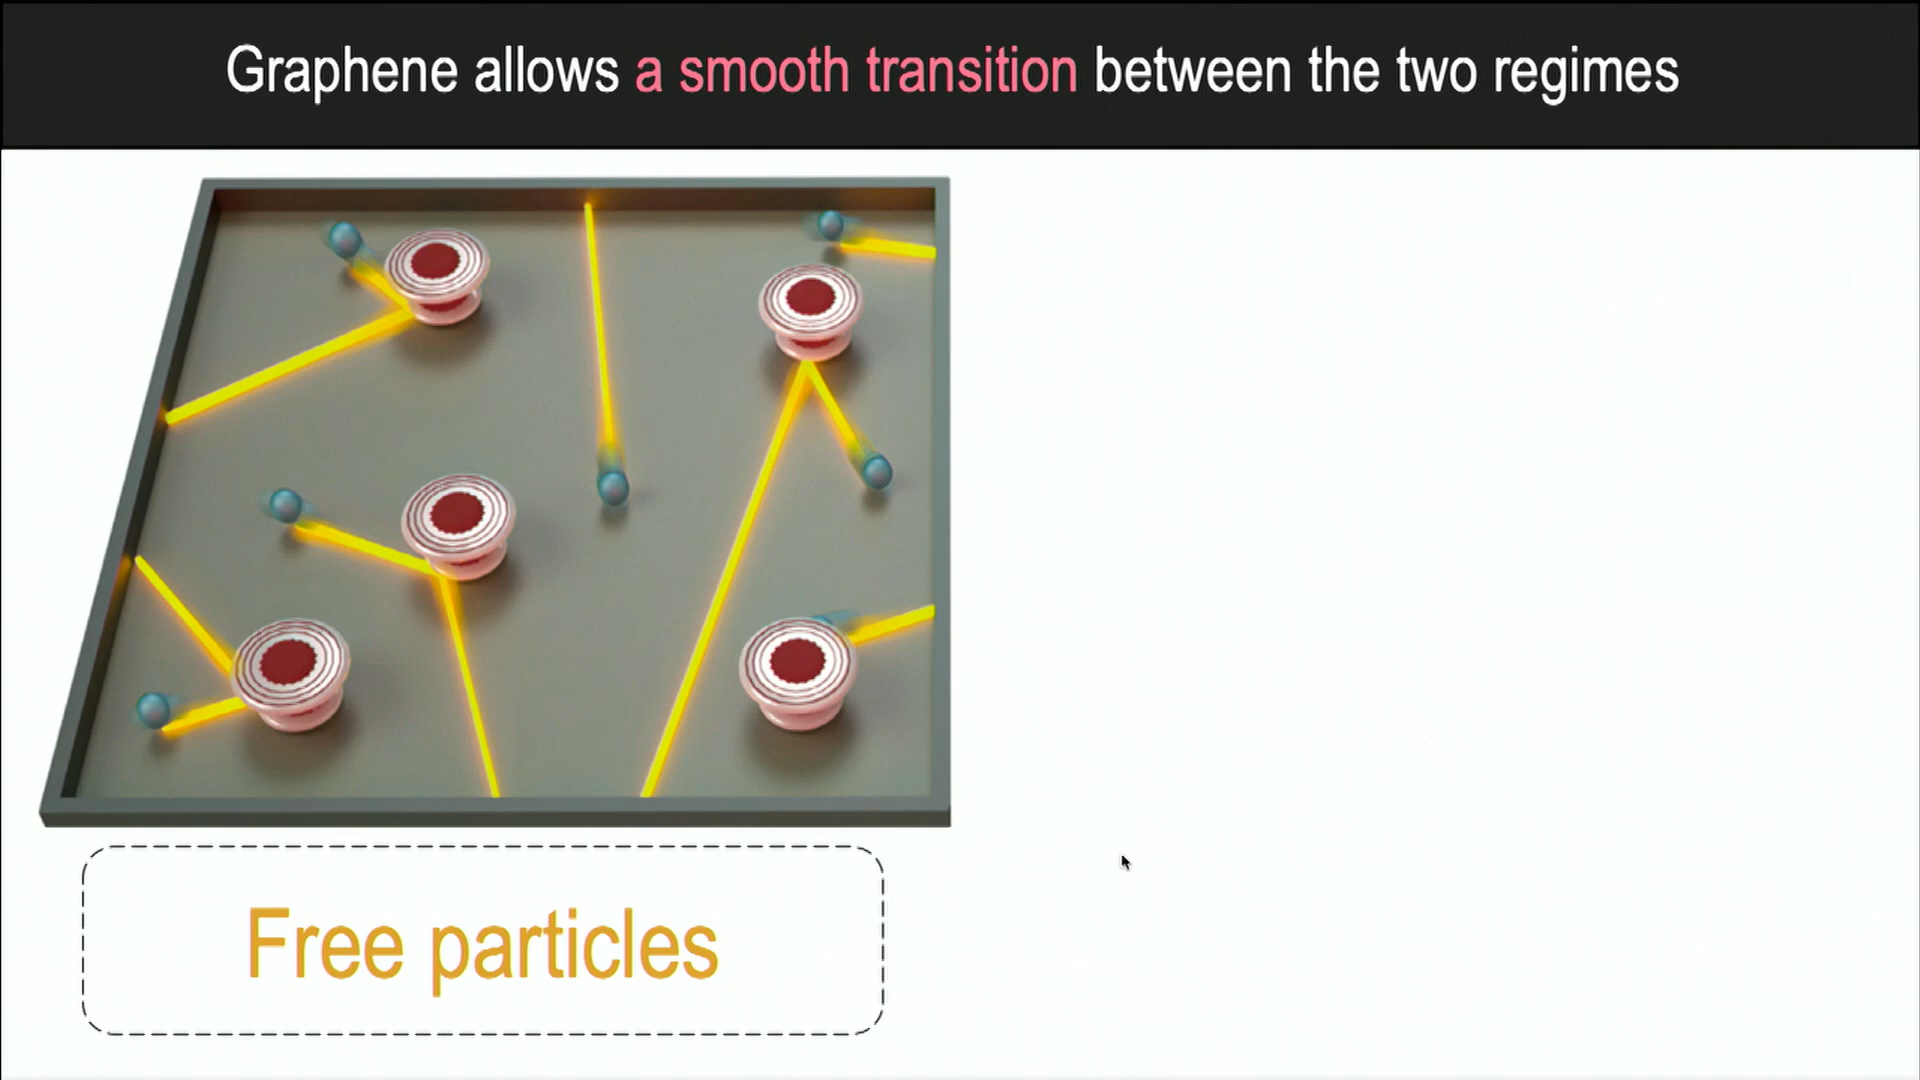 Graphene allows a smooth transition between the two regimes
Free particles